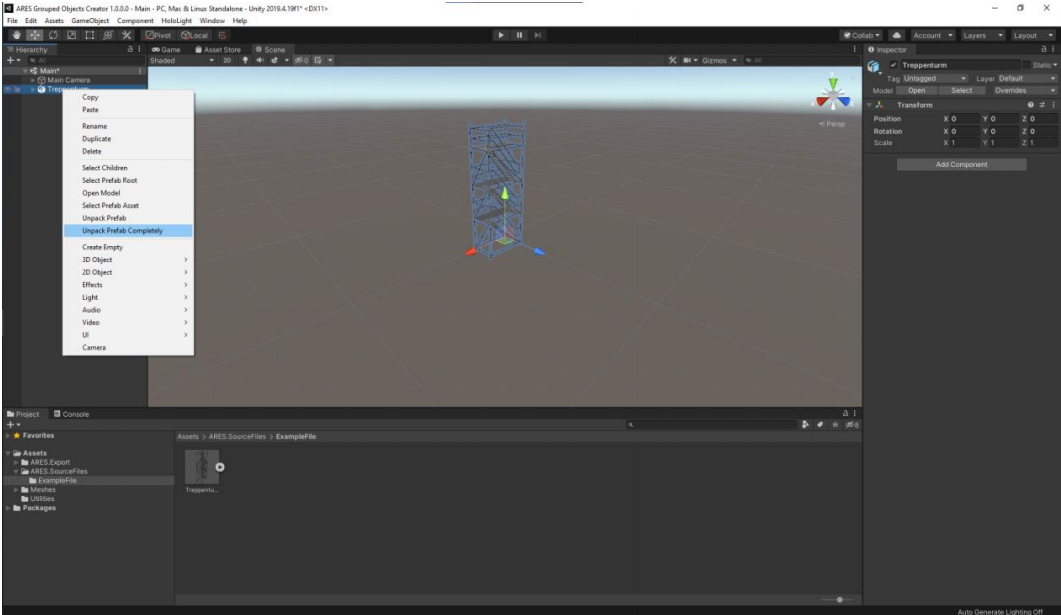 ARES Grouped Objects Creator 1.0.0.0 - Main - PC, Mac & Linux Standalone - Unity 2019.4.19f1* <DX11>
File Edit Assets GameObject Component HoloLight Window Help
Pivot Local
Collab Account Layers Layout
Hierarchy
All
Main*
Main Camera
Treppenturm
Copy
Paste
Rename
Duplicate
Delete
Select Children
Select Prefab Root
Open Model
Select Prefab Asset
Unpack Prefab
Unpack Prefab Completely
Create Empty
3D Object
2D Object
Effects
Light
Audio
Video
UI
Camera
Game Asset Store Scene
Shaded 2D 0 Gizmos All
y
x z
Persp
Inspector
Treppenturm Static
Tag Untagged Layer Default
Model Open Select Overrides
Transform
Position X 0 Y 0 Z 0
Rotation X 0 Y 0 Z 0
Scale X 1 Y 1 Z 1
Add Component
Project Console
8
Favorites
Assets
ARES.Export
ARES.SourceFiles
ExampleFile
Meshes
Utilities
Packages
Assets > ARES.SourceFiles > ExampleFile
Treppentu...
Auto Generate Lighting Off